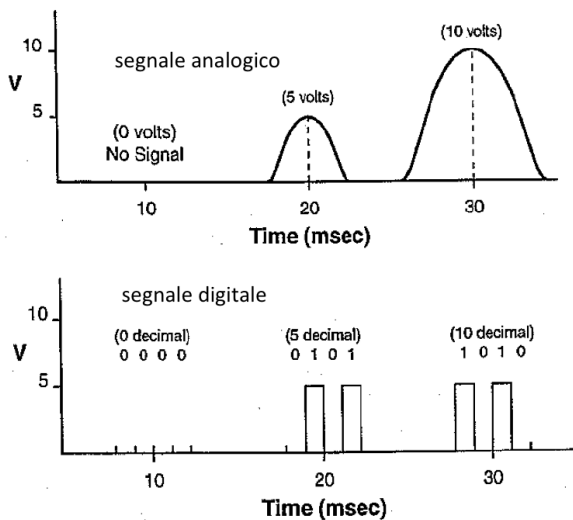 10
segnale analogico
(10 volts)
V
5
(5 volts)
(0 volts)
No Signal
10
20
30
Time (msec)
segnale digitale
10
(0 decimal)
(5 decimal)
(10 decimal)
V
0 0 0 0
0 1 0 1
1 0 1 0
5
10
20
30
Time (msec)